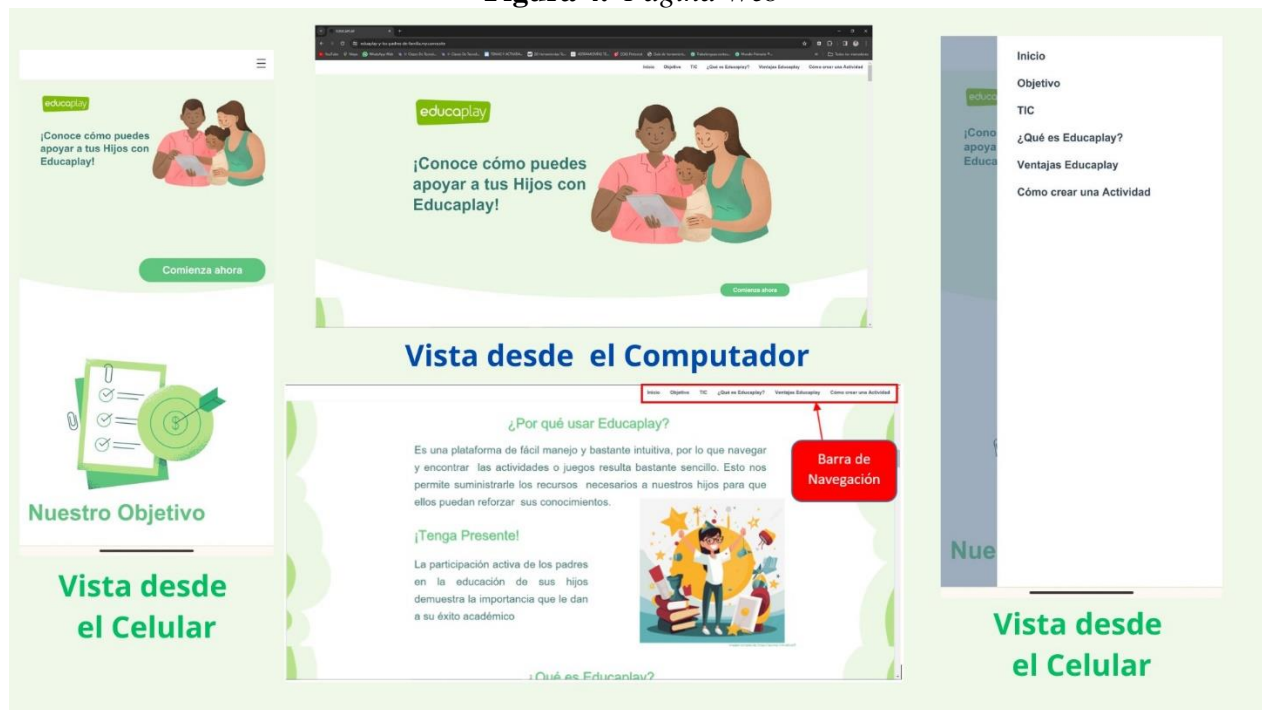 Página Web
educaplay
¡Conoce cómo puedes
apoyar a tus Hijos con
Educaplay!
Comienza ahora
Nuestro Objetivo
Vista desde
el Celular
Inicio Objetivo TIC ¿Qué es Educaplay? Ventajas Educaplay Cómo crear una Actividad
educaplay
¡Conoce cómo puedes
apoyar a tus Hijos con
Educaplay!
Comienza ahora
Vista desde el Computador
Inicio Objetivo TIC ¿Qué es Educaplay? Ventajas Educaplay Cómo crear una Actividad
Barra de
Navegación
¿Por qué usar Educaplay?
Es una plataforma de fácil manejo y bastante intuitiva, por lo que navegar
y encontrar las actividades o juegos resulta bastante sencillo. Esto nos
permite suministrarle los recursos necesarios a nuestros hijos para que
ellos puedan reforzar sus conocimientos.
¡Tenga Presente!
La participación activa de los padres
en la educación de sus hijos
demuestra la importancia que le dan
a su éxito académico
¿Qué es Educaplay?
Inicio
Objetivo
TIC
¿Qué es Educaplay?
Ventajas Educaplay
Cómo crear una Actividad
educa
¡Cono
apoya
Educa
Nue
Vista desde
el Celular